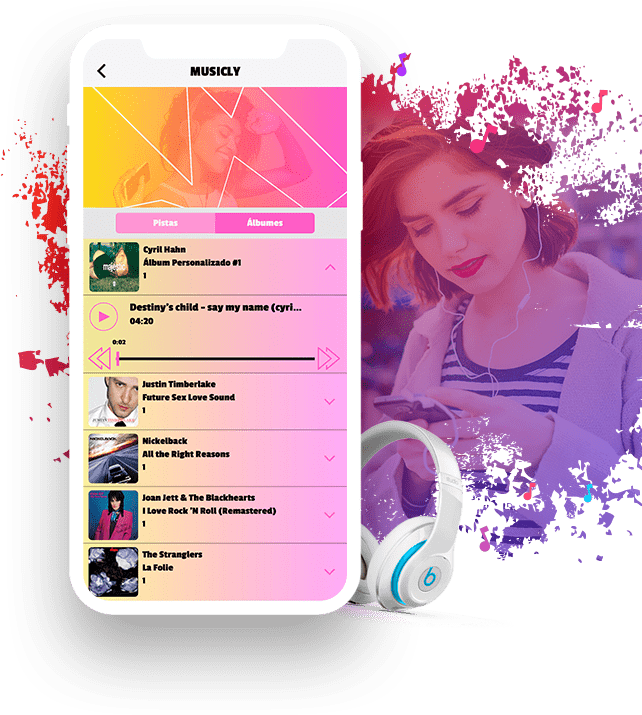 MUSICLY
Pistas
Álbumes
Cyril Hahn
Álbum Personalizado #1
1
Destiny's child - say my name (cyri...
04:20
0:02
Justin Timberlake
Future Sex Love Sound
1
Nickelback
All the Right Reasons
1
Joan Jett & The Blackhearts
I Love Rock 'N Roll (Remastered)
1
The Stranglers
La Folie
1